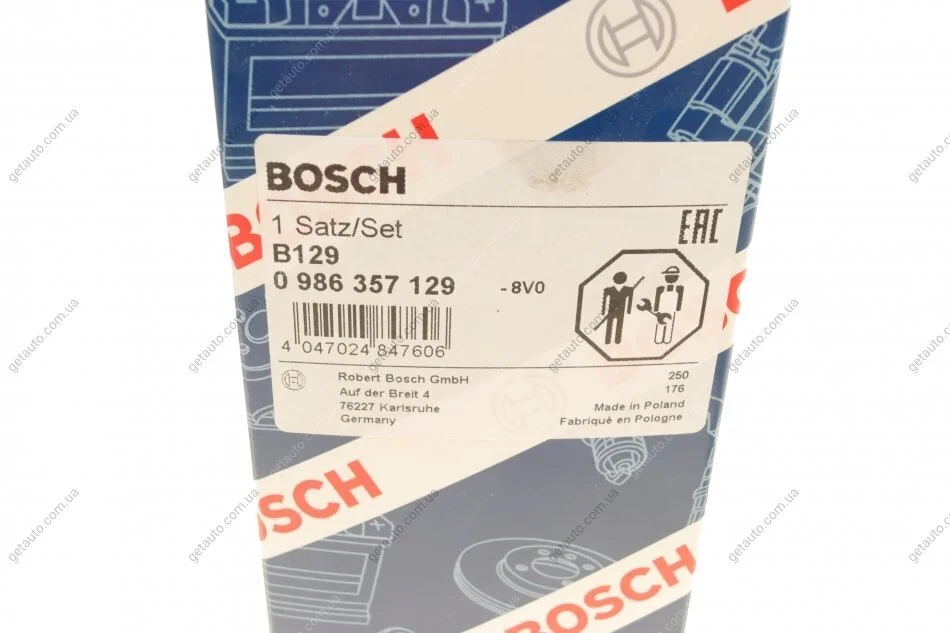 BOSCH
1 Satz/Set
B129
0 986 357 129
-8V0
EAC
4 047024 847606
Robert Bosch GmbH
Auf der Breit 4
76227 Karlsruhe
Germany
250
176
Made in Poland
Fabriqué en Pologne
BOSCH
BOSCH
getauto.com.ua